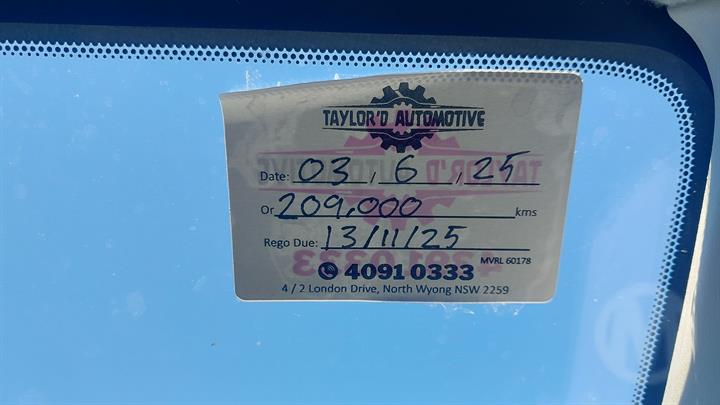 TAYLOR'D AUTOMOTIVE
Date: 03 / 6 / 25
Or 209,000 kms
Rego Due: 13/11/25
MVRL 60178
4091 0333
4 / 2 London Drive, North Wyong NSW 2259